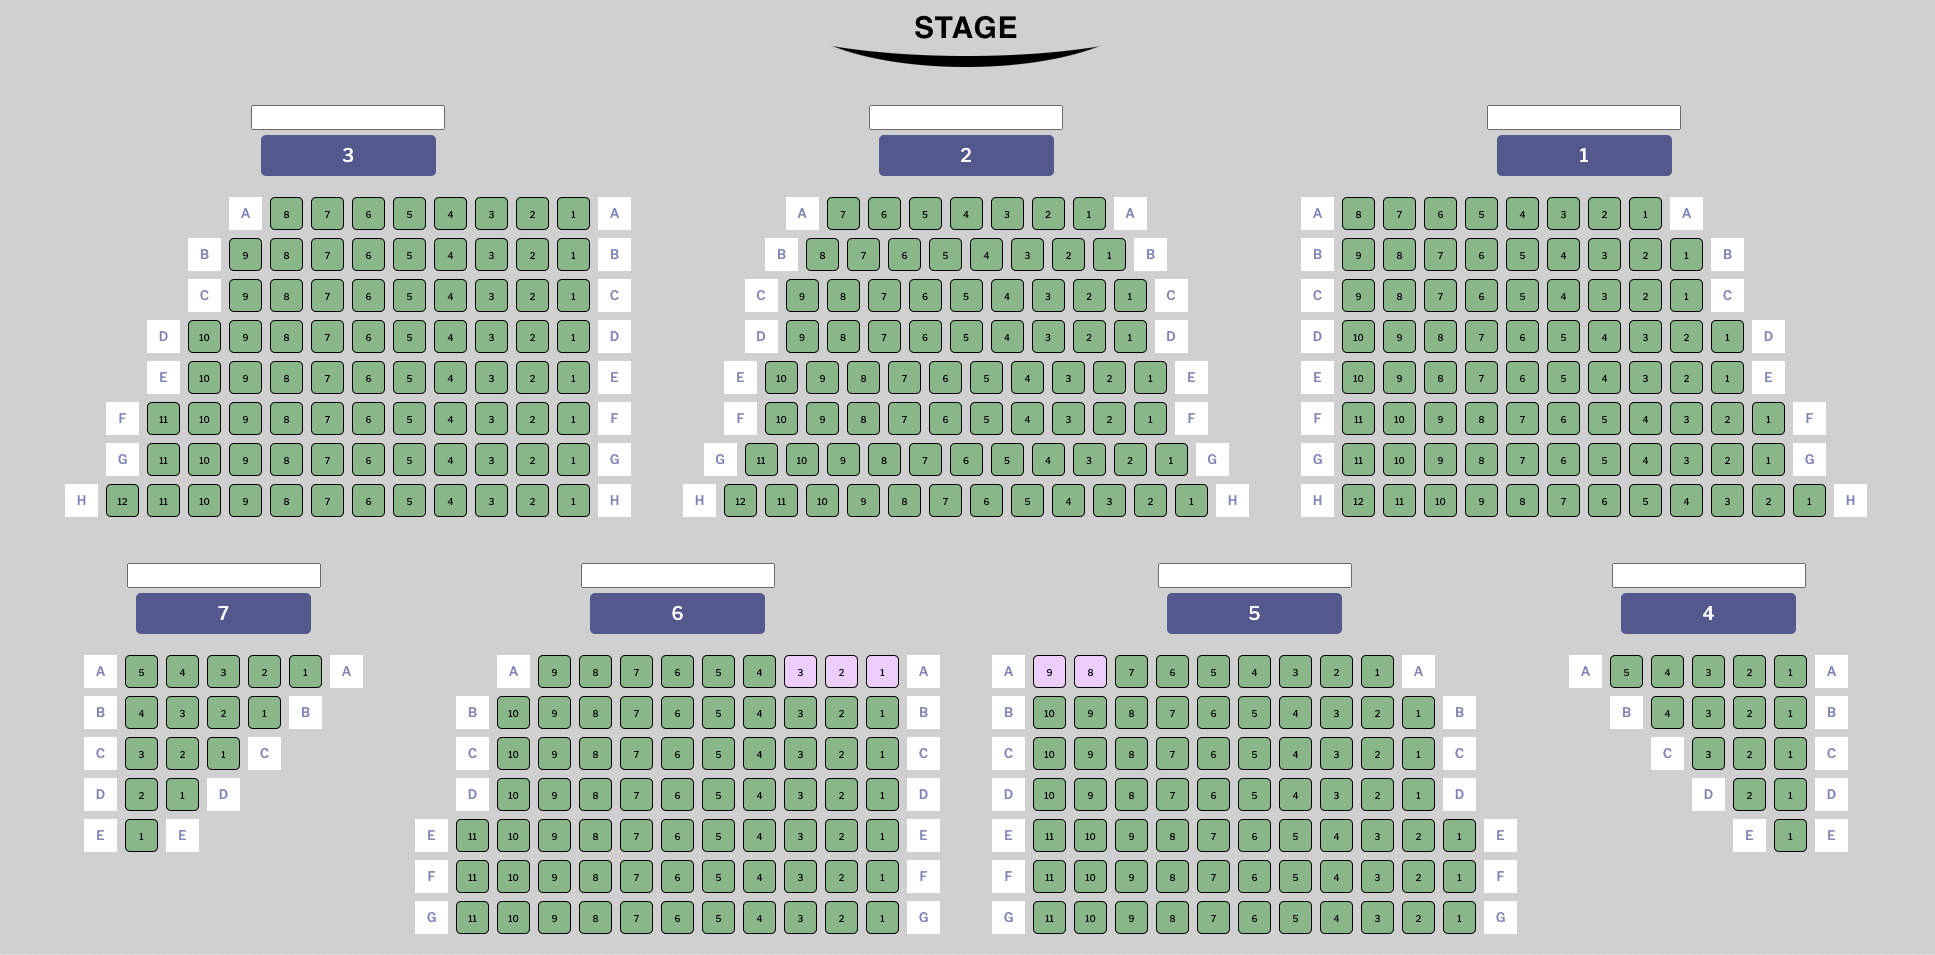 STAGE
3 2 1
A 8 7 6 5 4 3 2 1 A A 7 6 5 4 3 2 1 A A 8 7 6 5 4 3 2 1 A
B 9 8 7 6 5 4 3 2 1 B B 8 7 6 5 4 3 2 1 B B 9 8 7 6 5 4 3 2 1 B
C 9 8 7 6 5 4 3 2 1 C C 9 8 7 6 5 4 3 2 1 C C 9 8 7 6 5 4 3 2 1 C
D 10 9 8 7 6 5 4 3 2 1 D D 9 8 7 6 5 4 3 2 1 D D 10 9 8 7 6 5 4 3 2 1 D
E 10 9 8 7 6 5 4 3 2 1 E E 10 9 8 7 6 5 4 3 2 1 E E 10 9 8 7 6 5 4 3 2 1 E
F 11 10 9 8 7 6 5 4 3 2 1 F F 10 9 8 7 6 5 4 3 2 1 F F 11 10 9 8 7 6 5 4 3 2 1 F
G 11 10 9 8 7 6 5 4 3 2 1 G G 11 10 9 8 7 6 5 4 3 2 1 G G 11 10 9 8 7 6 5 4 3 2 1 G
H 12 11 10 9 8 7 6 5 4 3 2 1 H H 12 11 10 9 8 7 6 5 4 3 2 1 H H 12 11 10 9 8 7 6 5 4 3 2 1 H
7 6 5 4
A 5 4 3 2 1 A A 9 8 7 6 5 4 3 2 1 A A 9 8 7 6 5 4 3 2 1 A A 5 4 3 2 1 A
B 4 3 2 1 B B 10 9 8 7 6 5 4 3 2 1 B B 10 9 8 7 6 5 4 3 2 1 B B 4 3 2 1 B
C 3 2 1 C C 10 9 8 7 6 5 4 3 2 1 C C 10 9 8 7 6 5 4 3 2 1 C C 3 2 1 C
D 2 1 D D 10 9 8 7 6 5 4 3 2 1 D D 10 9 8 7 6 5 4 3 2 1 D D 2 1 D
E 1 E E 11 10 9 8 7 6 5 4 3 2 1 E E 11 10 9 8 7 6 5 4 3 2 1 E E 1 E
F 11 10 9 8 7 6 5 4 3 2 1 F F 11 10 9 8 7 6 5 4 3 2 1 F
G 11 10 9 8 7 6 5 4 3 2 1 G G 11 10 9 8 7 6 5 4 3 2 1 G